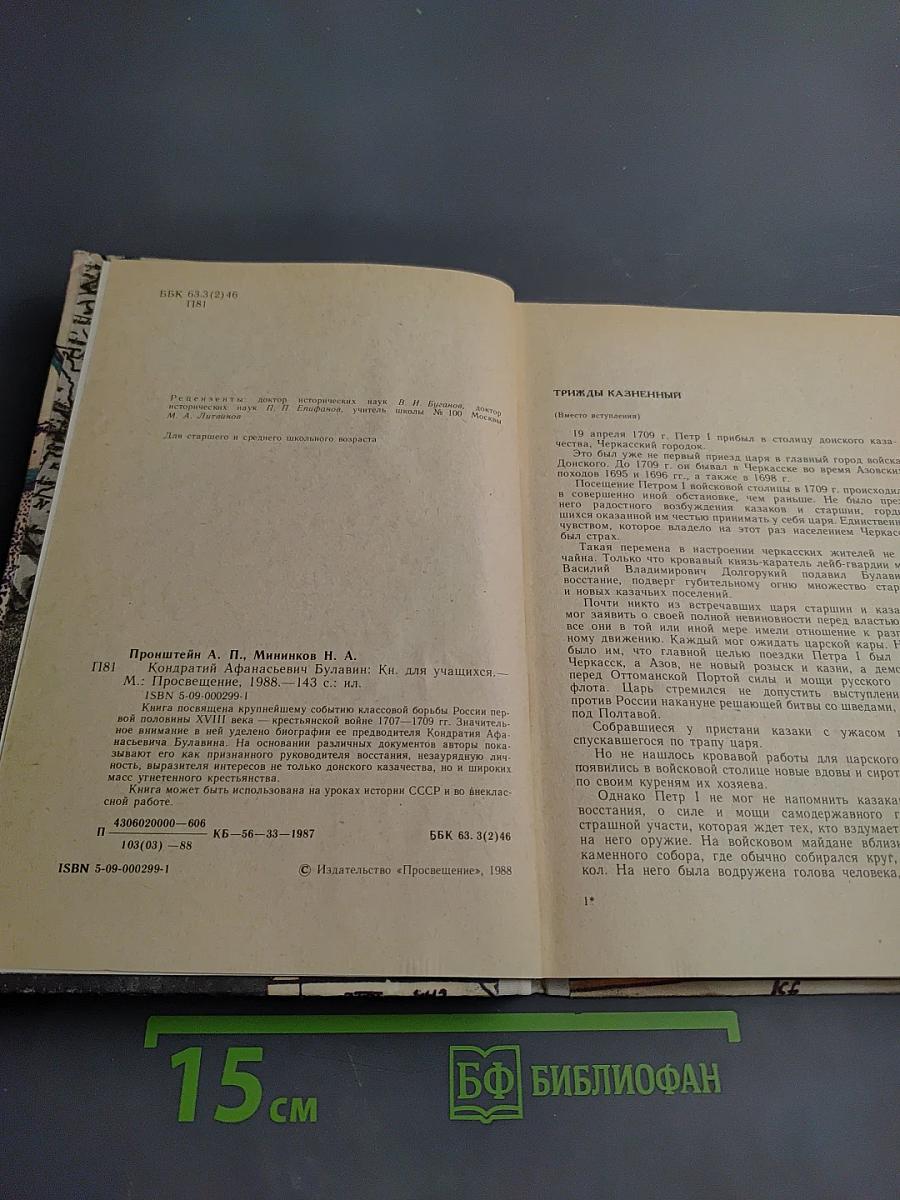 ББК 63.3(2)46
П81
Рецензенты: доктор исторических наук В. И. Буганов, доктор
исторических наук П. П. Епифанов, учитель школы № 100 Москвы
М. А. Литвинов
Для старшего и среднего школьного возраста
Пронштейн А. П., Мининков Н. А.
П81 Кондратий Афанасьевич Булавин: Кн. для учащихся.—
М.: Просвещение, 1988.—143 с.: ил.
ISBN 5-09-000299-1
Книга посвящена крупнейшему событию классовой борьбы России пер-
вой половины XVIII века — крестьянской войне 1707—1709 гг. Значитель-
ное внимание в ней уделено биографии ее предводителя Кондратия Афа-
насьевича Булавина. На основании различных документов авторы пока-
зывают его как признанного руководителя восстания, незаурядную лич-
ность, выразителя интересов не только донского казачества, но и широких
масс угнетенного крестьянства.
Книга может быть использована на уроках истории СССР и во внеклас-
сной работе.
П 4306020000—606
103(03) —88
КБ—56—33—1987
ББК 63. 3(2)46
ISBN 5-09-000299-1
© Издательство «Просвещение», 1988
ТРИЖДЫ КАЗНЕННЫЙ
(Вместо вступления)
19 апреля 1709 г. Петр I прибыл в столицу донского каза-
чества, Черкасский городок.
Это был уже не первый приезд царя в главный город войска
Донского. До 1709 г. он бывал в Черкасске во время Азовских
походов 1695 и 1696 гг., а также в 1698 г.
Посещение Петром I войсковой столицы в 1709 г. происходил
в совершенно иной обстановке, чем раньше. Не было преж
него радостного возбуждения казаков и старшин, горди
шихся оказанной им честью принимать у себя царя. Единственн
чувством, которое владело на этот раз населением Черкасс
был страх.
Такая перемена в настроении черкасских жителей не
чайна. Только что кровавый князь-каратель лейб-гвардии м
Василий Владимирович Долгорукий подавил Булави
восстание, подверг губительному огню множество стар
и новых казачьих поселений.
Почти никто из встречавших царя старшин и каза
мог заявить о своей полной невиновности перед властью
все они в той или иной мере имели отношение к разг
ному движению. Каждый мог ожидать царской кары. Н
было им, что главной целью поездки Петра I был
Черкасск, а Азов, не новый розыск и казни, а демо
перед Оттоманской Портой силы и мощи русского
флота. Царь стремился не допустить выступлени
против России накануне решающей битвы со шведами,
под Полтавой.
Собравшиеся у пристани казаки с ужасом
спускавшегося по трапу царя.
Но не нашлось кровавой работы для царского
появились в войсковой столице новые вдовы и сирот
по своим куреням их хозяева.
Однако Петр I не мог не напомнить казака
восстания, о силе и мощи самодержавного г
страшной участи, которая ждет тех, кто вздумает
на него оружие. На войсковом майдане вблизи
каменного собора, где обычно собирался круг,
кол. На него была водружена голова человека,
1*
15 см
БФ БИБЛИОФАН